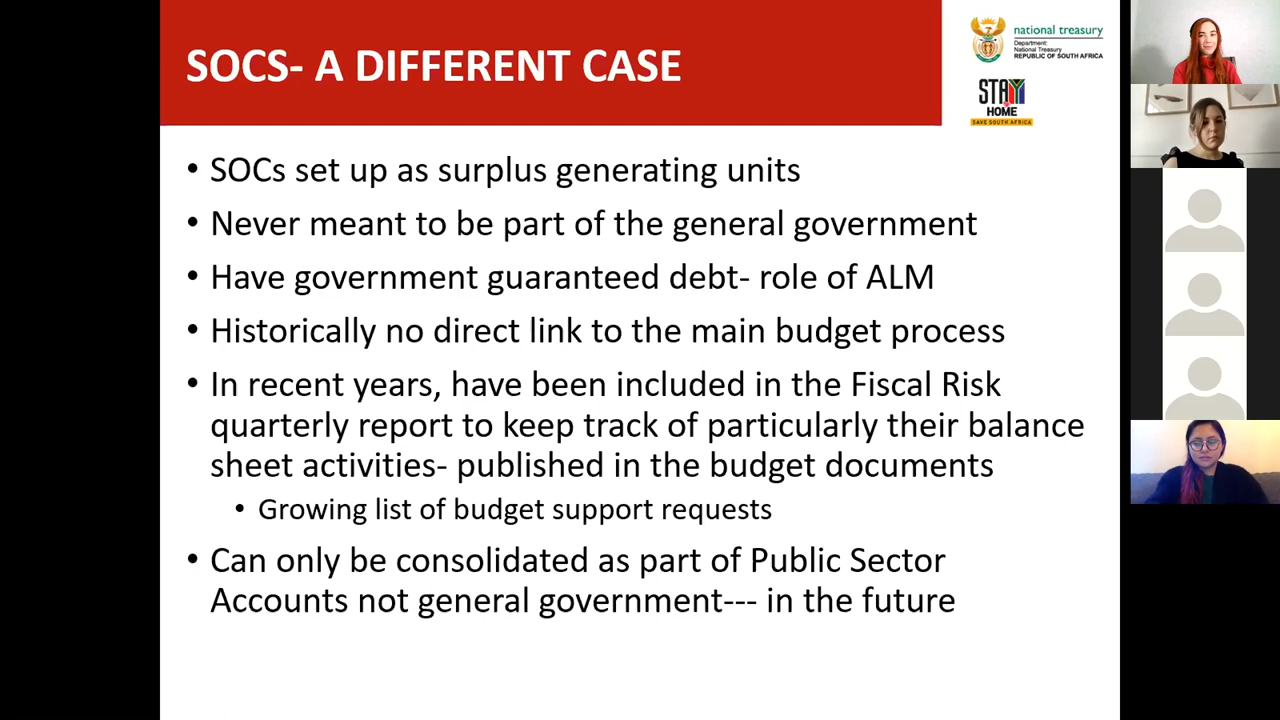 SOCS- A DIFFERENT CASE
national treasury
Department:
National Treasury
REPUBLIC OF SOUTH AFRICA
STAY
HOME
SAVE SOUTH AFRICA
• SOCs set up as surplus generating units
• Never meant to be part of the general government
• Have government guaranteed debt- role of ALM
• Historically no direct link to the main budget process
• In recent years, have been included in the Fiscal Risk
quarterly report to keep track of particularly their balance
sheet activities- published in the budget documents
• Growing list of budget support requests
• Can only be consolidated as part of Public Sector
Accounts not general government--- in the future